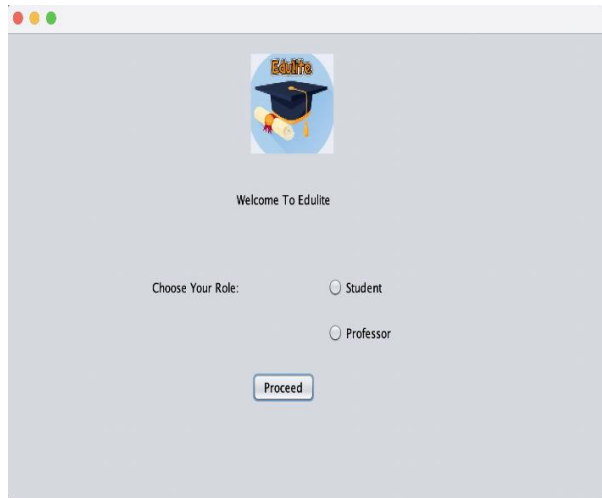 Edulite
Welcome To Edulite
Choose Your Role:
Student
Professor
Proceed